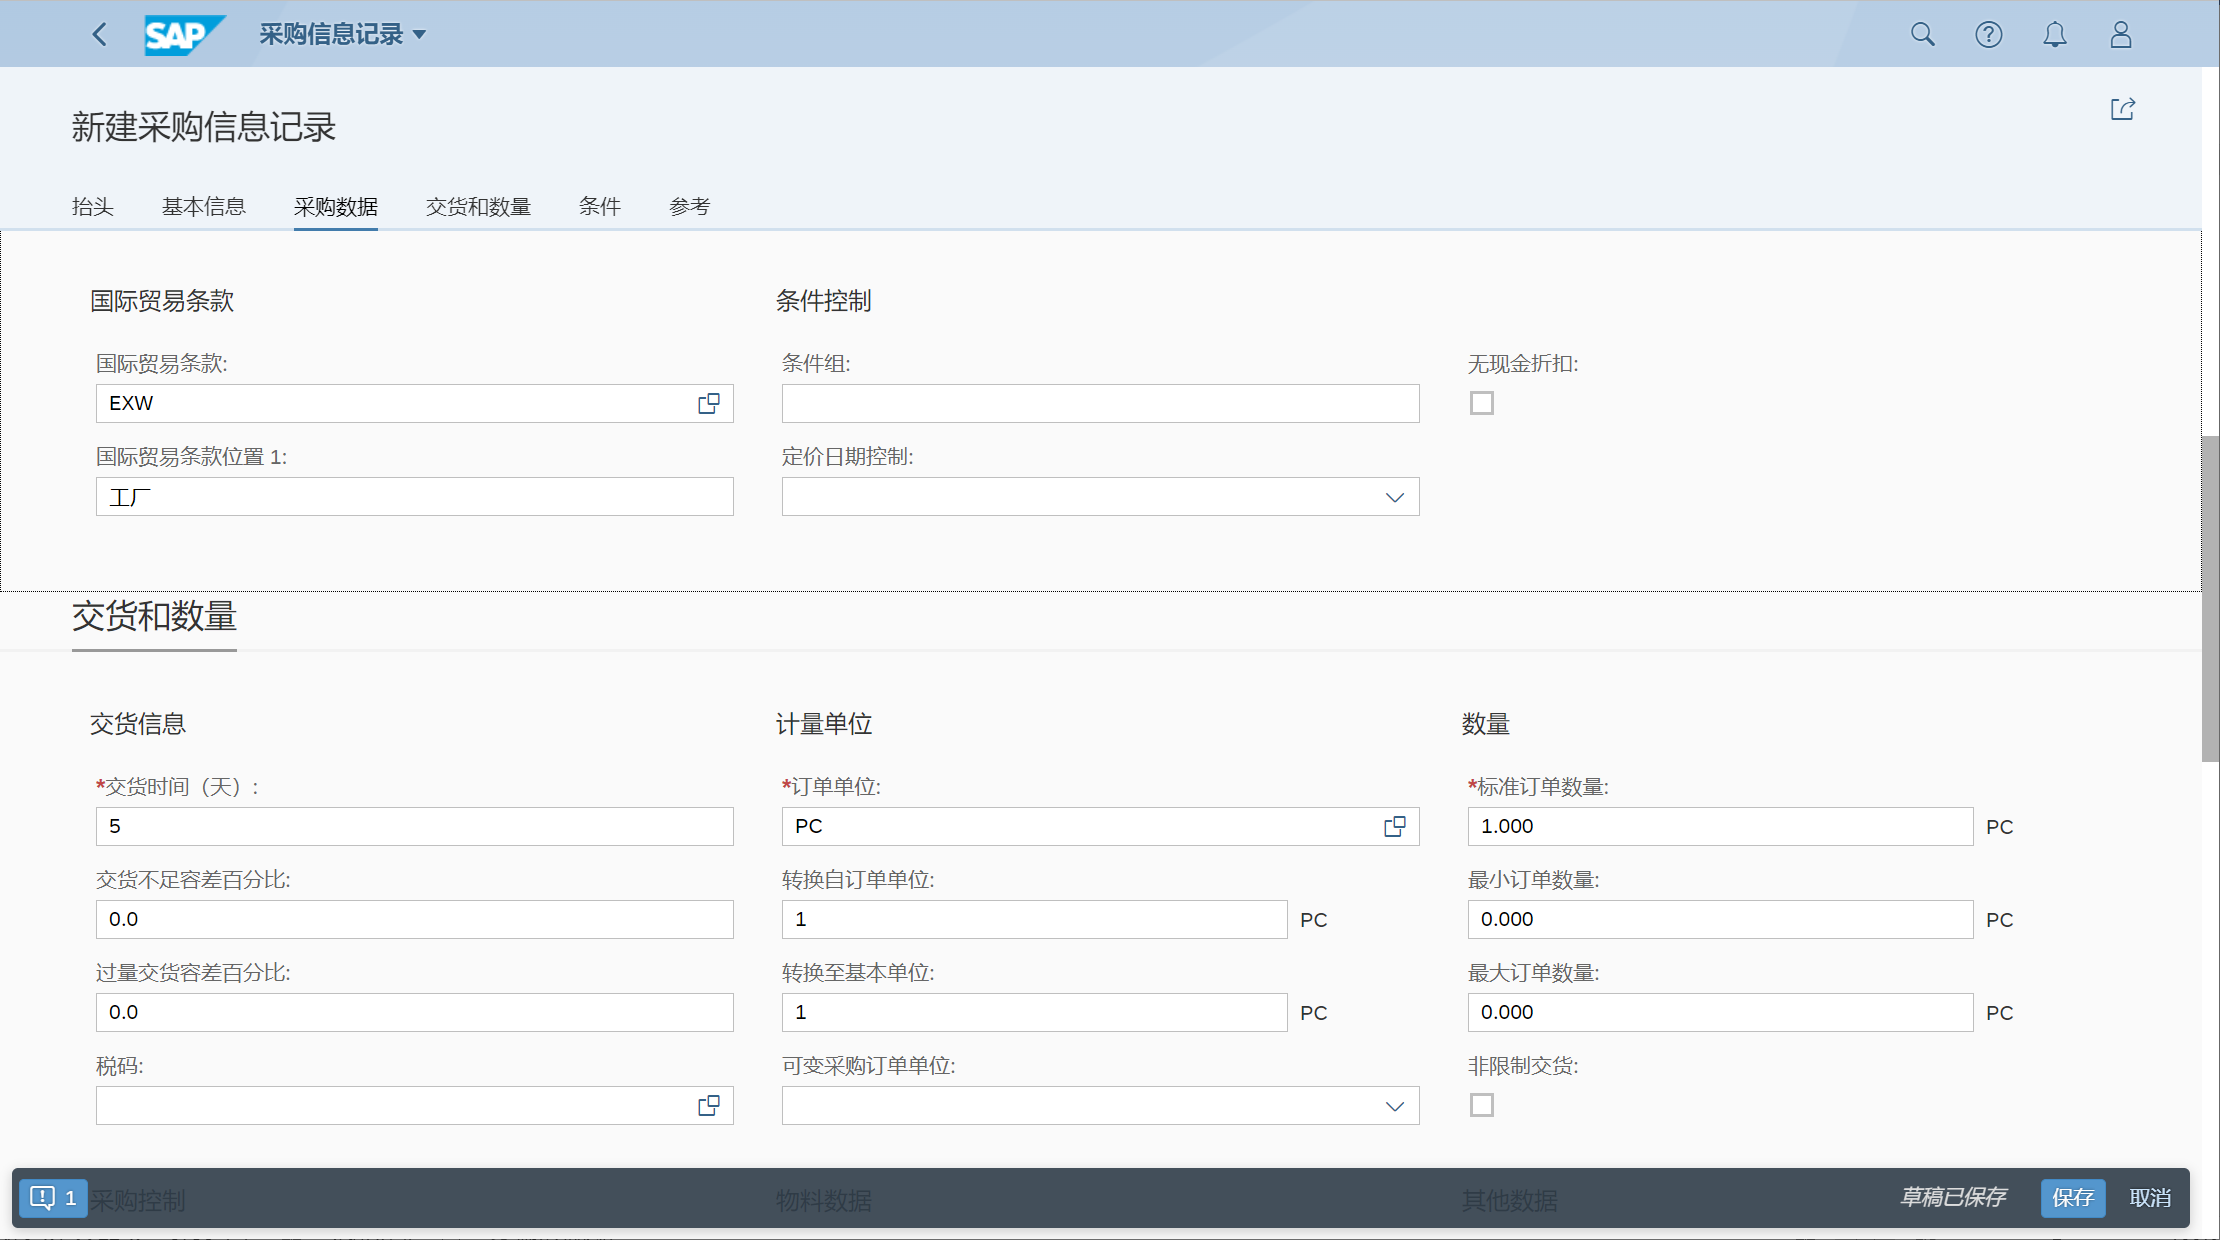 SAP 采购信息记录
新建采购信息记录
抬头 基本信息 采购数据 交货和数量 条件 参考
国际贸易条款 条件控制
国际贸易条款: 条件组: 无现金折扣:
EXW
国际贸易条款位置 1: 定价日期控制:
工厂
交货和数量
交货信息 计量单位 数量
*交货时间（天）: *订单单位: *标准订单数量:
5 PC 1.000 PC
交货不足容差百分比: 转换自订单单位: 最小订单数量:
0.0 1 PC 0.000 PC
过量交货容差百分比: 转换至基本单位: 最大订单数量:
0.0 1 PC 0.000 PC
税码: 可变采购订单单位: 非限制交货:
1 采购控制 物料数据 其他数据 草稿已保存 保存 取消